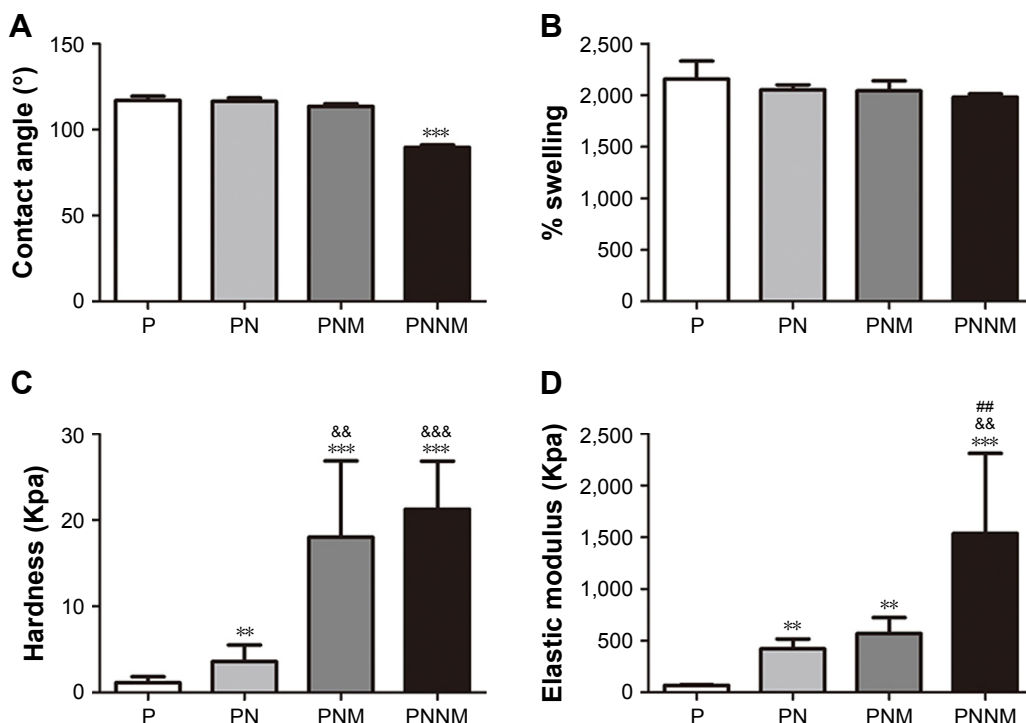 A
Contact angle (°)
150
100
50
0
***
P PN PNM PNNM
B
% swelling
2,500
2,000
1,500
1,000
500
0
P PN PNM PNNM
C
Hardness (Kpa)
30
20
10
0
**
&&
***
&&&
***
P PN PNM PNNM
D
Elastic modulus (Kpa)
2,500
2,000
1,500
1,000
500
0
**
**
##
&&
***
P PN PNM PNNM